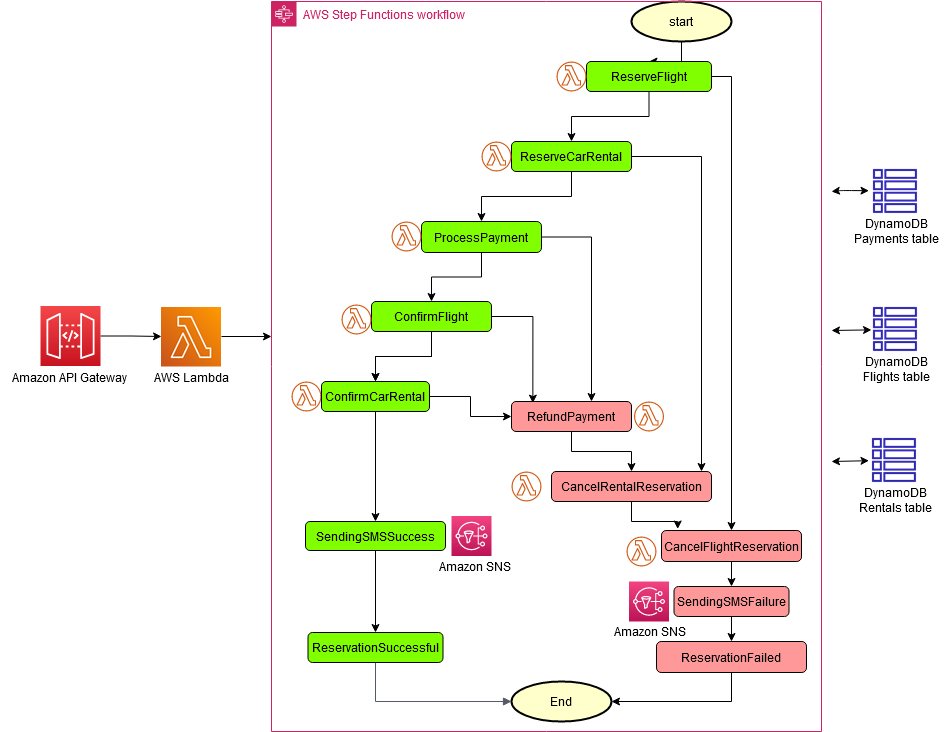 AWS Step Functions workflow
start
ReserveFlight
ReserveCarRental
ProcessPayment
ConfirmFlight
ConfirmCarRental
RefundPayment
CancelRentalReservation
CancelFlightReservation
SendingSMSSuccess
Amazon SNS
SendingSMSFailure
Amazon SNS
ReservationSuccessful
ReservationFailed
End
</>
Amazon API Gateway
AWS Lambda
DynamoDB
Payments table
DynamoDB
Flights table
DynamoDB
Rentals table